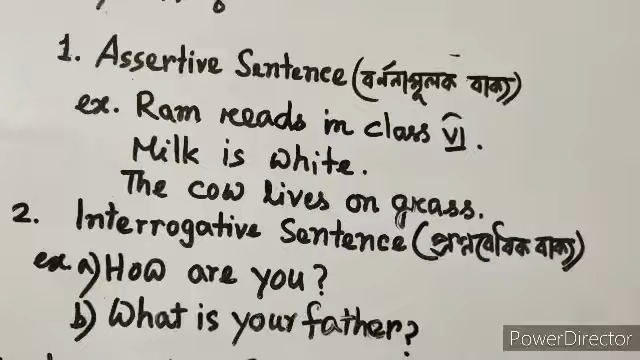 1. Assertive Sentence (বর্ননামূলক বাক্য)
ex. Ram reads in class VI.
Milk is white.
The cow lives on grass.
2. Interrogative Sentence (প্রশ্নবোধক বাক্য)
ex a) How are you?
b) What is your father?
PowerDirector